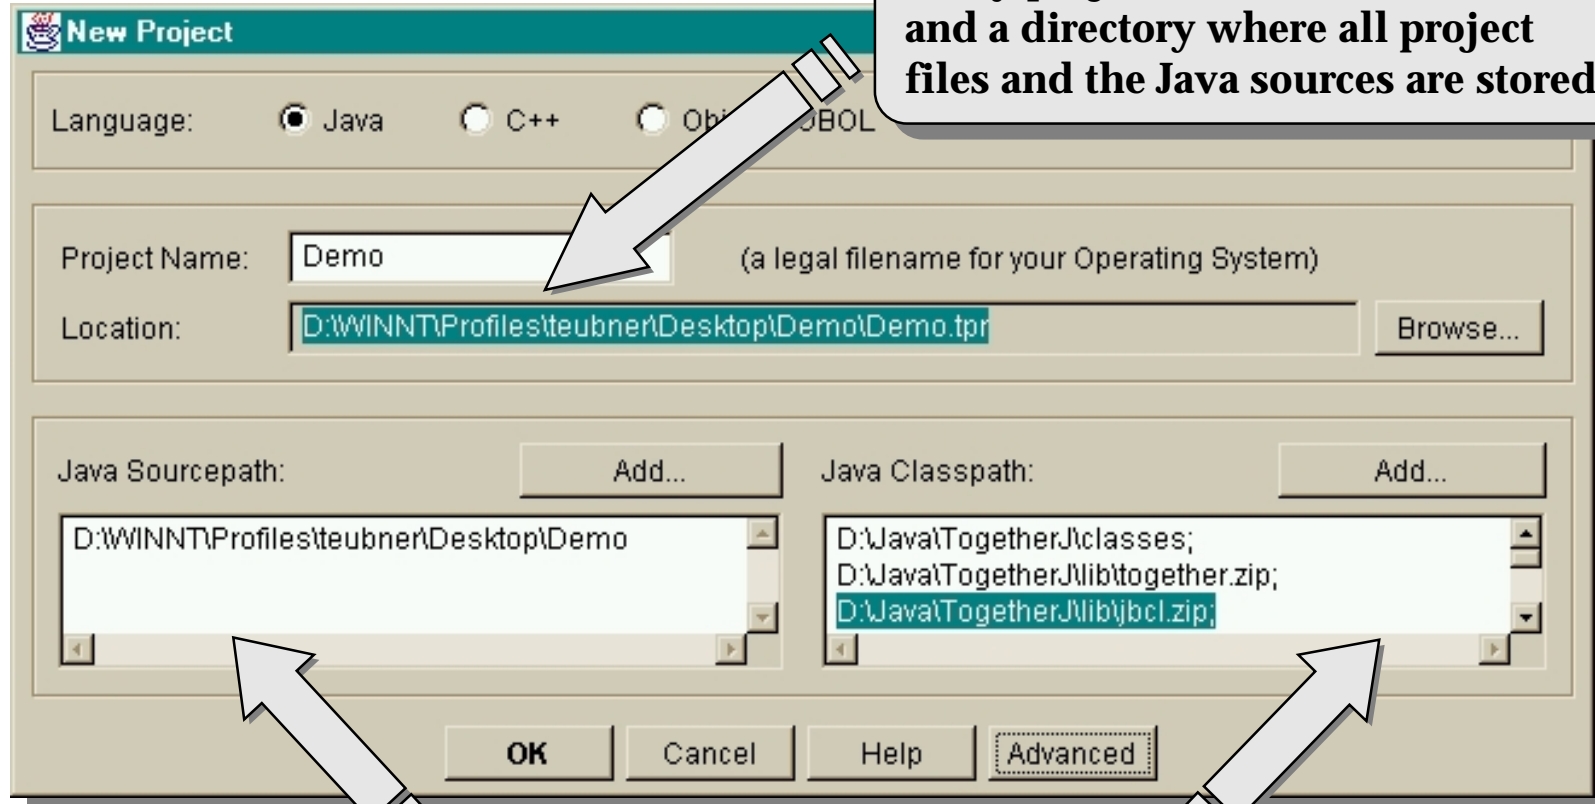 New Project
and a directory where all project
files and the Java sources are stored
Language:
Java
C++
OBOL
Project Name:
Demo
(a legal filename for your Operating System)
Location:
D:\WINNT\Profiles\teubner\Desktop\Demo\Demo.tpr
Browse...
Java Sourcepath:
Add...
Java Classpath:
Add...
D:\WINNT\Profiles\teubner\Desktop\Demo
D:\Java\TogetherJ\classes;
D:\Java\TogetherJ\lib\together.zip;
D:\Java\TogetherJ\lib\jbcl.zip;
OK
Cancel
Help
Advanced